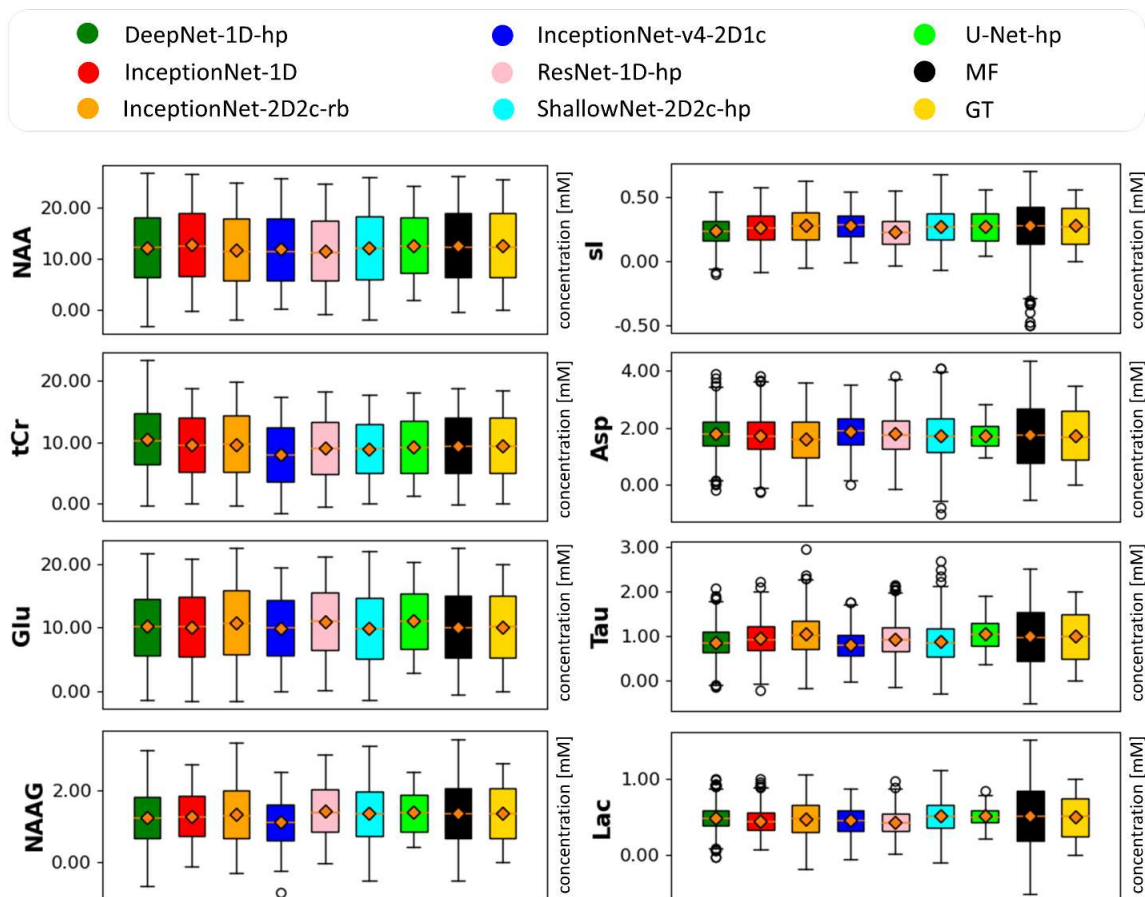 DeepNet-1D-hp
InceptionNet-v4-2D1c
U-Net-hp
InceptionNet-1D
ResNet-1D-hp
MF
InceptionNet-2D2c-rb
ShallowNet-2D2c-hp
GT
NAA
20.00
10.00
0.00
concentration [mM]
sI
0.50
0.00
-0.50
concentration [mM]
tCr
20.00
10.00
0.00
concentration [mM]
Asp
4.00
2.00
0.00
concentration [mM]
Glu
20.00
10.00
0.00
concentration [mM]
Tau
3.00
2.00
1.00
0.00
concentration [mM]
NAAG
2.00
0.00
concentration [mM]
Lac
1.00
0.00
concentration [mM]